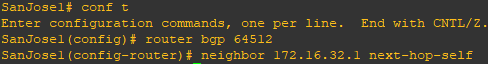 SanJose1# conf t
Enter configuration commands, one per line.  End with CNTL/Z.
SanJose1(config)# router bgp 64512
SanJose1(config-router)# neighbor 172.16.32.1 next-hop-self